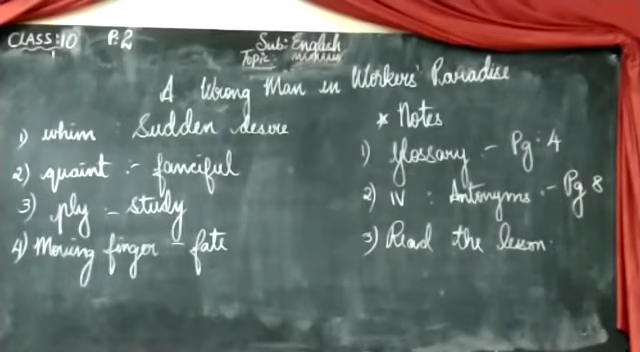 CLASS: 10 P: 2
Sub: English
Topic:
A Wrong Man in Workers' Paradise
1) whim : Sudden desire
2) quaint :- fanciful
3) ply - study
4) Moving finger - fate
* Notes
1) Glossary - Pg: 4
2) IV : Antonyms :- Pg 8
3) Read the lesson.